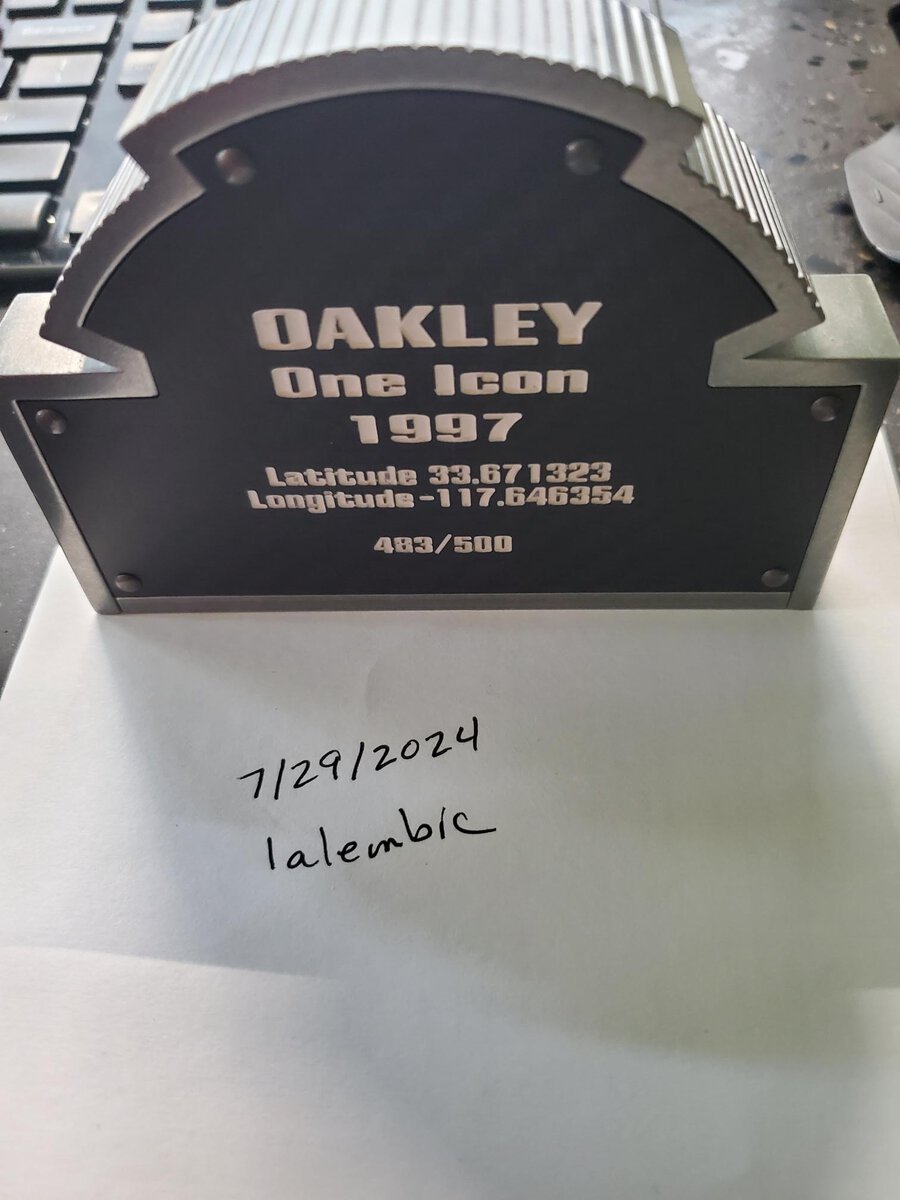 OAKLEY
One Icon
1997
Latitude 33.671323
Longitude -117.646354
483/500
7/29/2024
lalembic